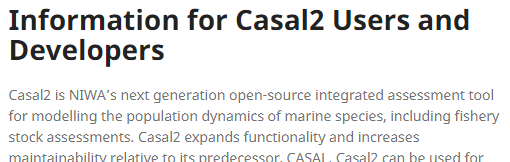 Information for Casal2 Users and
Developers
Casal2 is NIWA’s next generation open-source integrated assessment tool
for modelling the population dynamics of marine species, including fishery
stock assessments. Casal2 expands functionality and increases
maintainability relative to its predecessor, CASAL. Casal2 can be used for